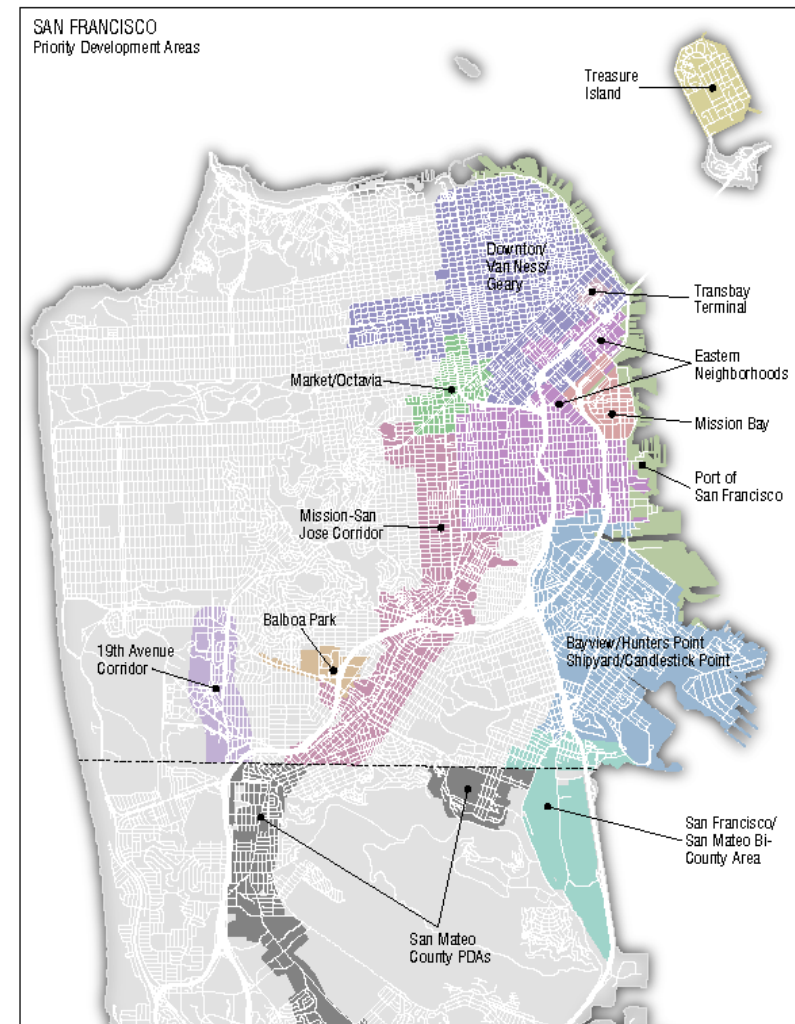 SAN FRANCISCO
Priority Development Areas
Treasure
Island
Downton/
Van Ness/
Geary
Transbay
Terminal
Eastern
Neighborhoods
Market/Octavia
Mission Bay
Port of
San Francisco
Mission-San
Jose Corridor
Balboa Park
19th Avenue
Corridor
Bayview/Hunters Point
Shipyard/Candlestick Point
San Francisco/
San Mateo Bi-
County Area
San Mateo
County PDAs